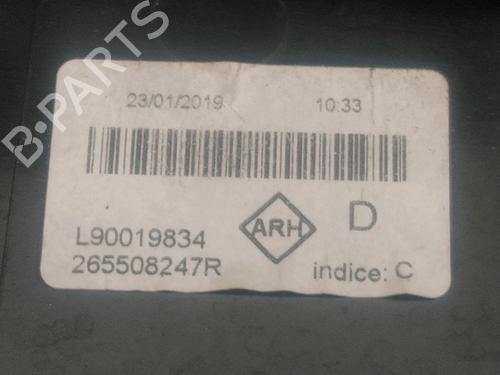 B-PARTS
23/01/2019 10:33
L90019834 ARH D
265508247R indice: C